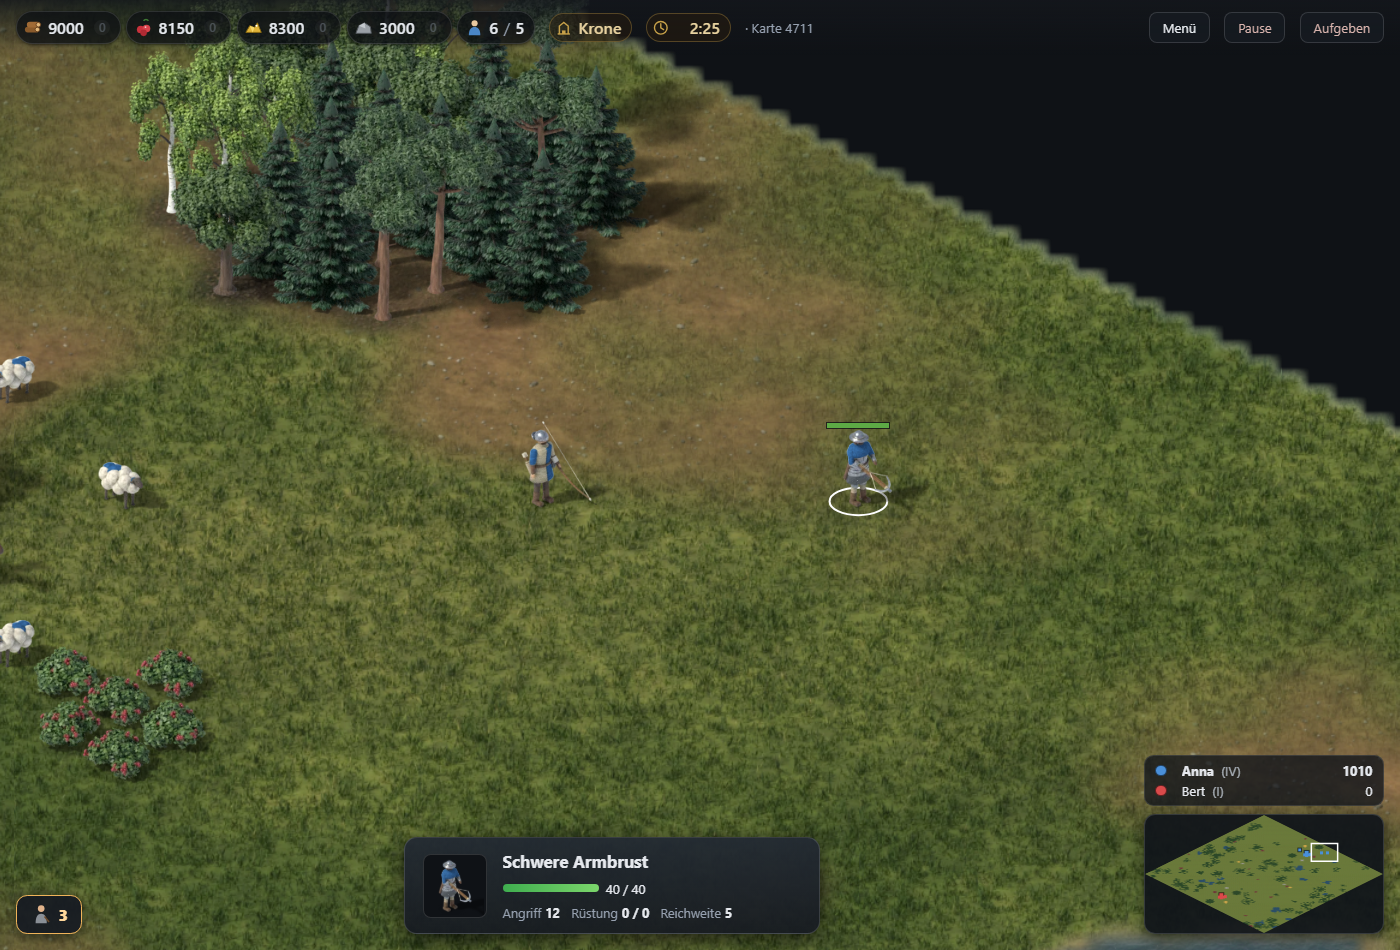 9000 0 8150 0 8300 0 3000 0 6 / 5 Krone 2:25 · Karte 4711 Menü Pause Aufgeben
Anna (IV) 1010
Bert (I) 0
Schwere Armbrust
40 / 40
Angriff 12 Rüstung 0 / 0 Reichweite 5
3